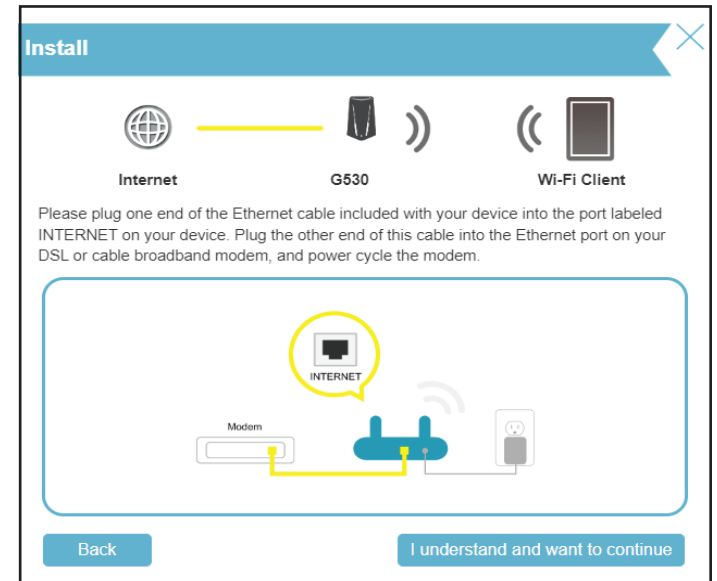 Install
Internet
G530
Wi-Fi Client
Please plug one end of the Ethernet cable included with your device into the port labeled
INTERNET on your device. Plug the other end of this cable into the Ethernet port on your
DSL or cable broadband modem, and power cycle the modem.
INTERNET
Modem
Back
I understand and want to continue